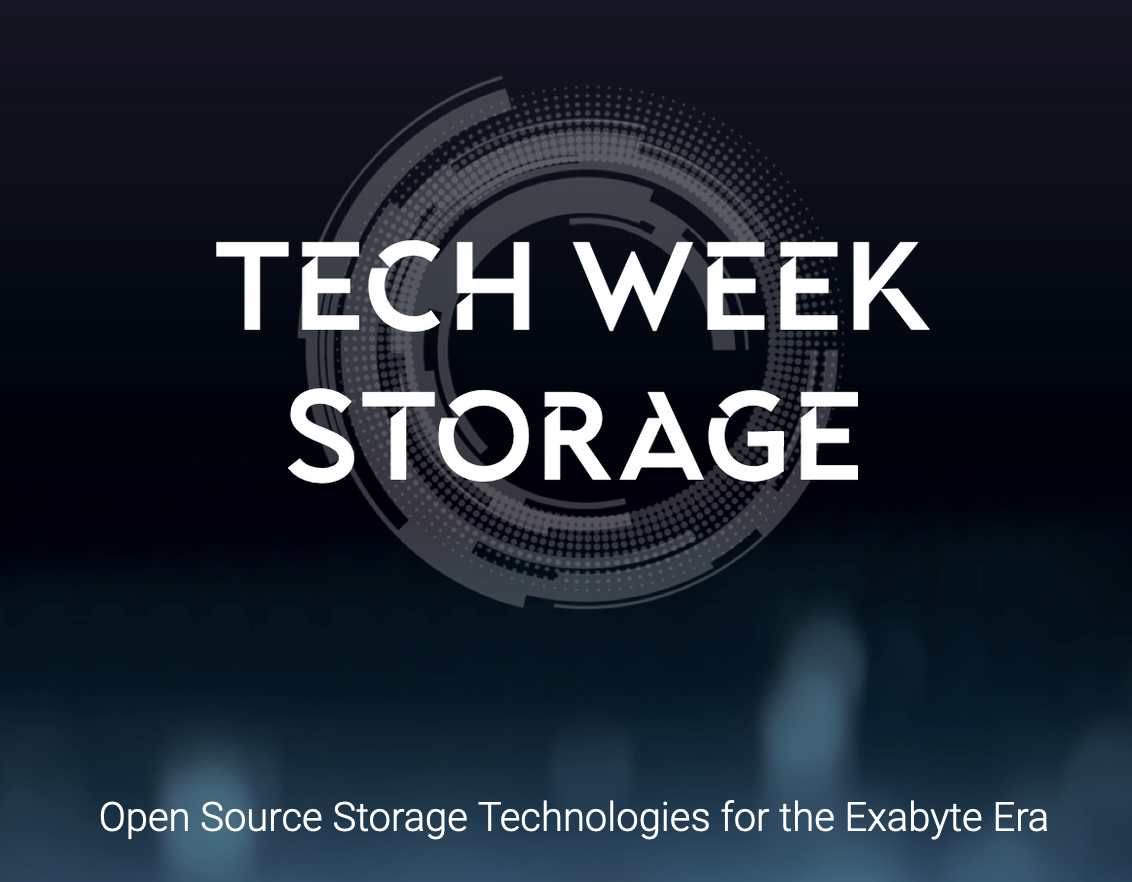 TECH WEEK
STORAGE
Open Source Storage Technologies for the Exabyte Era